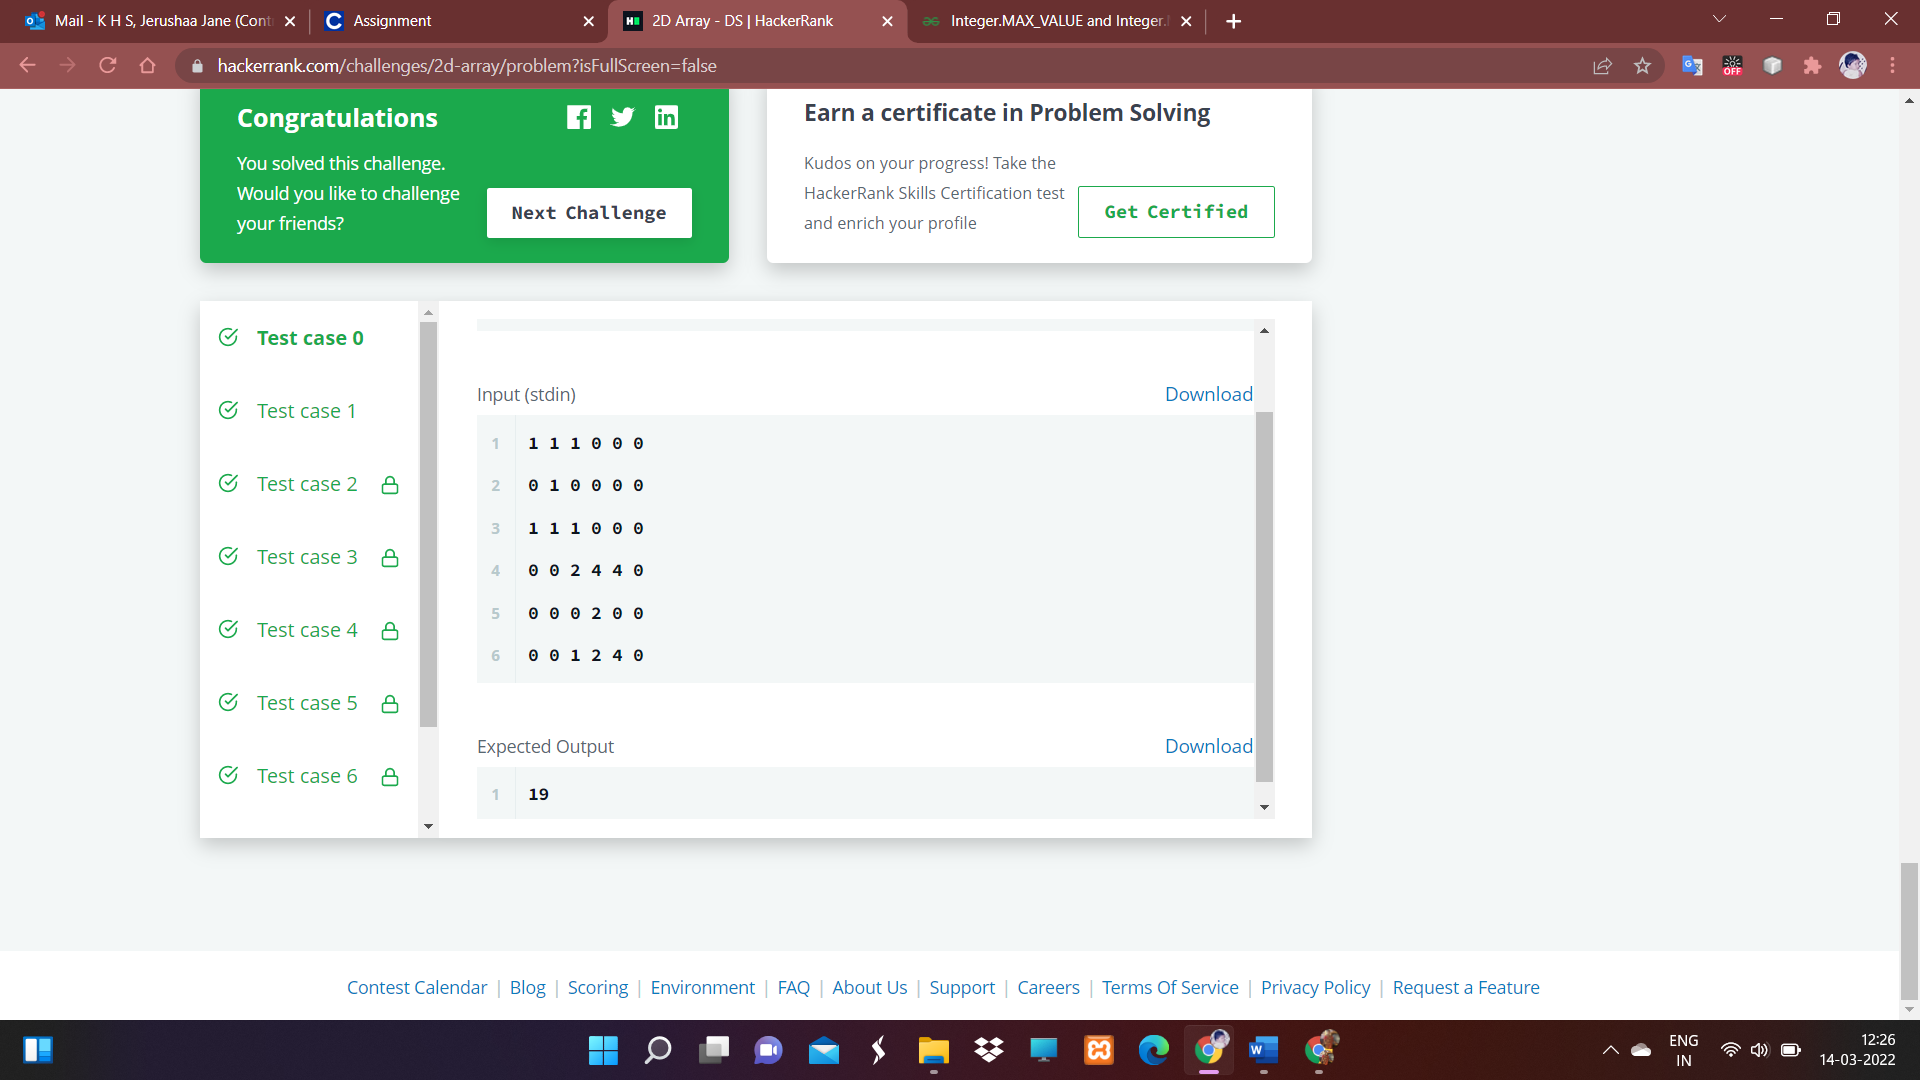 Mail - K H S, Jerushaa Jane (Cont
Assignment
2D Array - DS | HackerRank
Integer.MAX_VALUE and Integer.
hackerrank.com/challenges/2d-array/problem?isFullScreen=false
OFF
Congratulations
You solved this challenge.
Would you like to challenge
your friends?
Next Challenge
Earn a certificate in Problem Solving
Kudos on your progress! Take the
HackerRank Skills Certification test
and enrich your profile
Get Certified
Test case 0
Test case 1
Test case 2
Test case 3
Test case 4
Test case 5
Test case 6
Input (stdin)
Download
1 1 1 1 0 0 0
2 0 1 0 0 0 0
3 1 1 1 0 0 0
4 0 0 2 4 4 0
5 0 0 0 2 0 0
6 0 0 1 2 4 0
Expected Output
Download
1 19
Contest Calendar | Blog | Scoring | Environment | FAQ | About Us | Support | Careers | Terms Of Service | Privacy Policy | Request a Feature
ENG
IN
12:26
14-03-2022